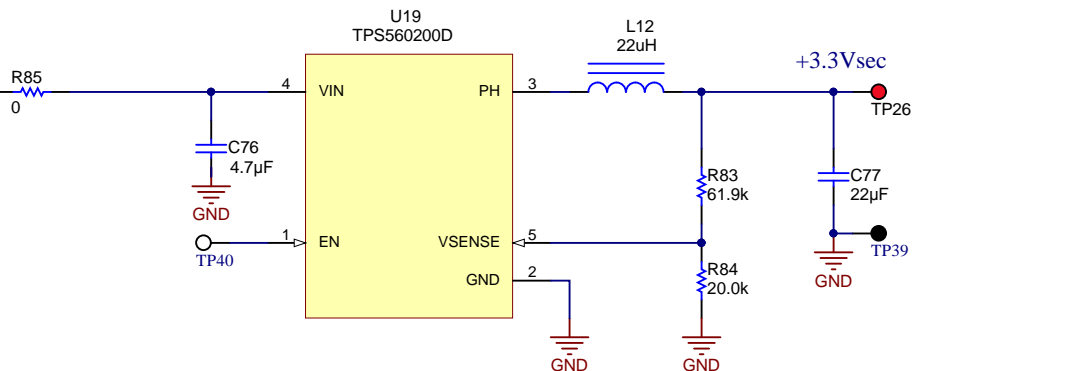 U19
TPS560200D
L12
22uH
+3.3Vsec
R85
0
4
VIN
PH
3
TP26
C76
4.7µF
R83
61.9k
C77
22µF
GND
1
EN
VSENSE
5
TP40
TP39
GND
2
R84
20.0k
GND
GND
GND